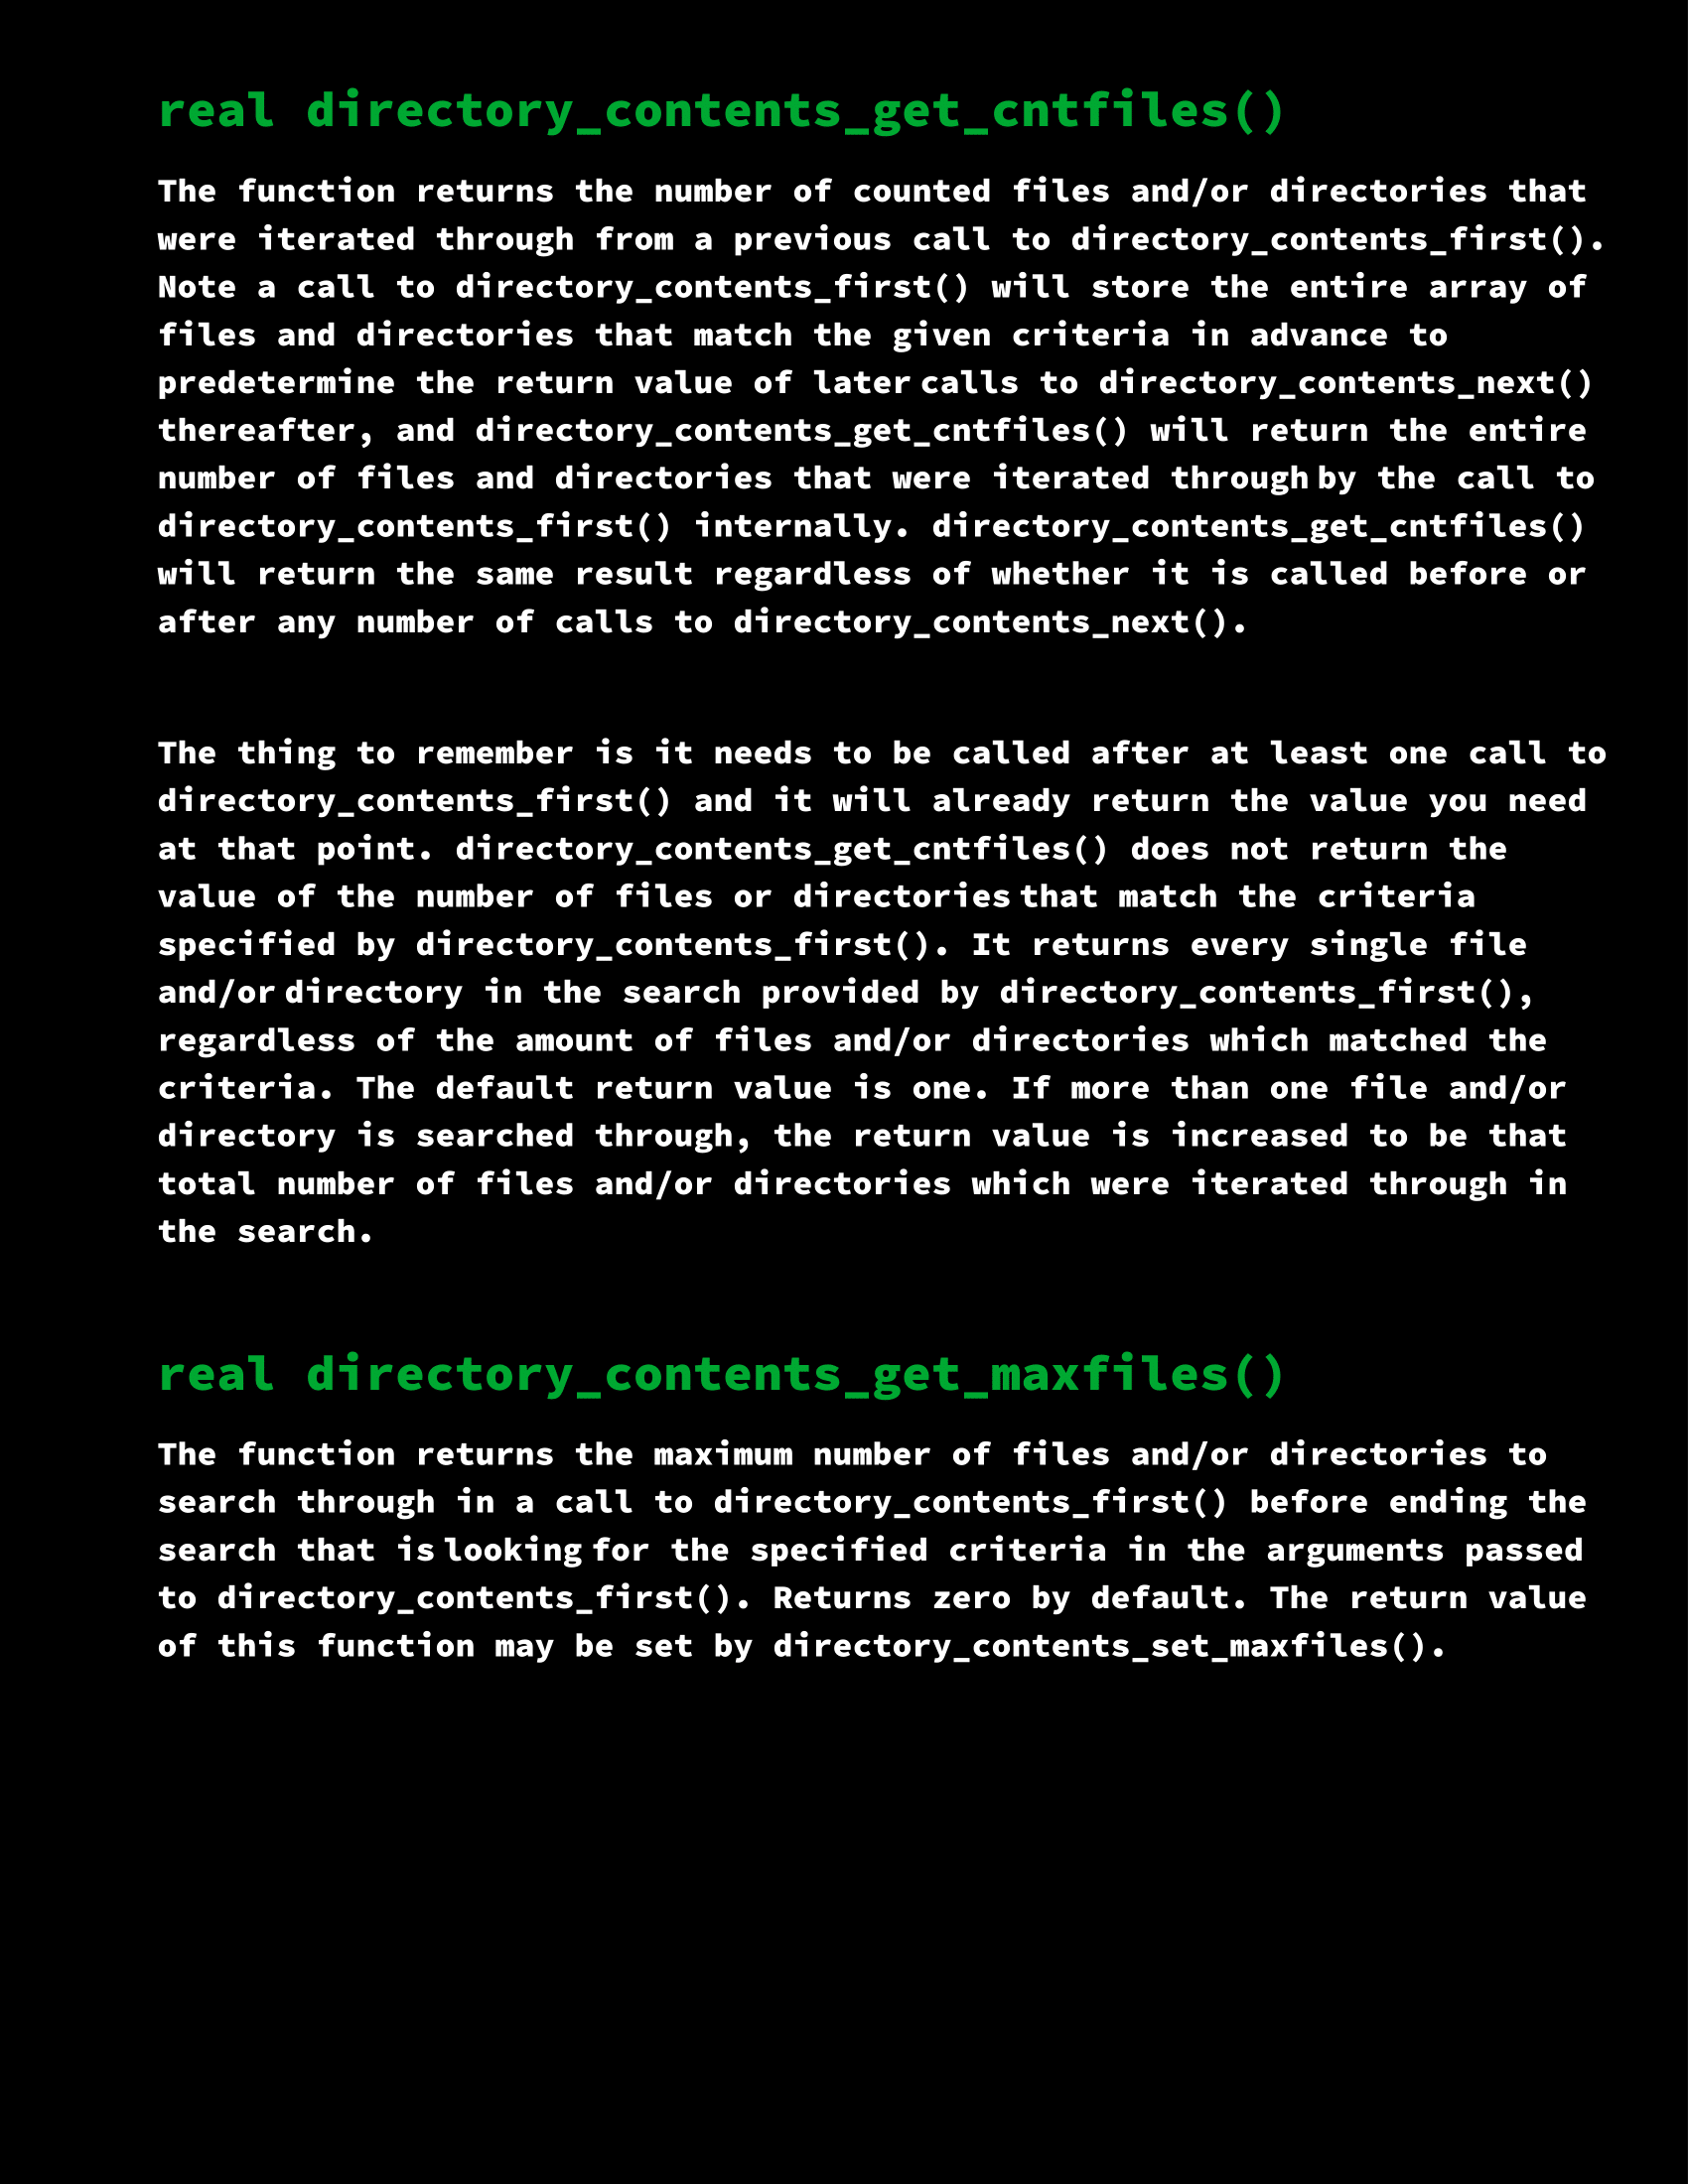 real directory_contents_get_cntfiles()
The function returns the number of counted files and/or directories that
were iterated through from a previous call to directory_contents_first().
Note a call to directory_contents_first() will store the entire array of
files and directories that match the given criteria in advance to
predetermine the return value of later calls to directory_contents_next()
thereafter, and directory_contents_get_cntfiles() will return the entire
number of files and directories that were iterated through by the call to
directory_contents_first() internally. directory_contents_get_cntfiles()
will return the same result regardless of whether it is called before or
after any number of calls to directory_contents_next().
The thing to remember is it needs to be called after at least one call to
directory_contents_first() and it will already return the value you need
at that point. directory_contents_get_cntfiles() does not return the
value of the number of files or directories that match the criteria
specified by directory_contents_first(). It returns every single file
and/or directory in the search provided by directory_contents_first(),
regardless of the amount of files and/or directories which matched the
criteria. The default return value is one. If more than one file and/or
directory is searched through, the return value is increased to be that
total number of files and/or directories which were iterated through in
the search.
real directory_contents_get_maxfiles()
The function returns the maximum number of files and/or directories to
search through in a call to directory_contents_first() before ending the
search that is looking for the specified criteria in the arguments passed
to directory_contents_first(). Returns zero by default. The return value
of this function may be set by directory_contents_set_maxfiles().